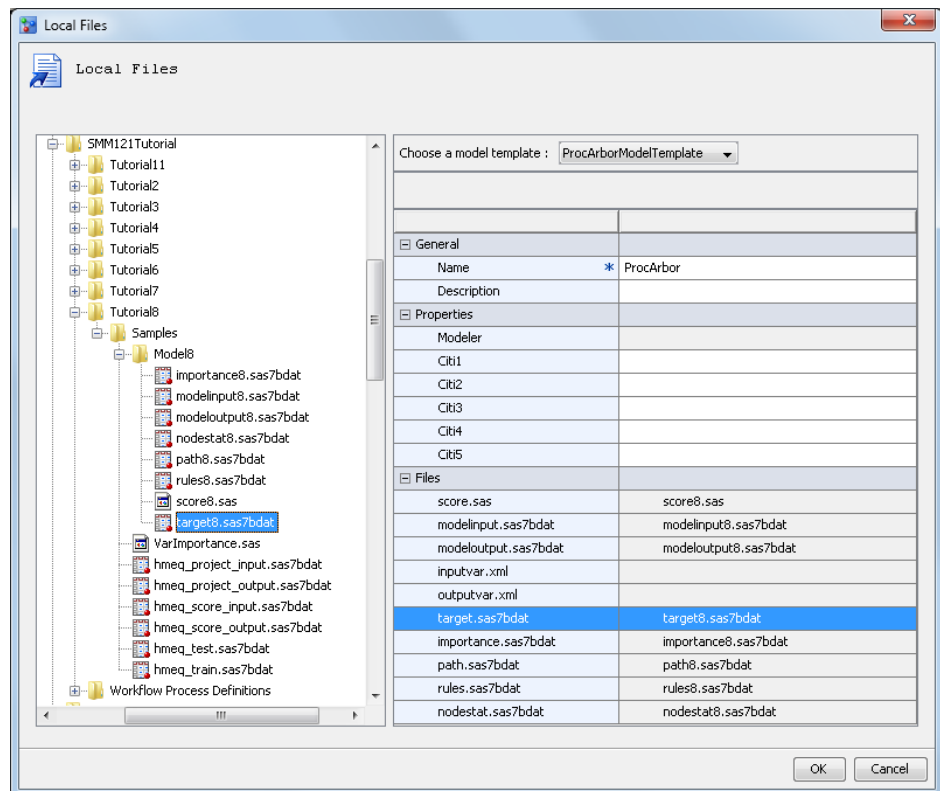 Local Files
Local Files
SMM121Tutorial
Tutorial11
Tutorial2
Tutorial3
Tutorial4
Tutorial5
Tutorial6
Tutorial7
Tutorial8
Samples
Model8
importance8.sas7bdat
modelinput8.sas7bdat
modeloutput8.sas7bdat
nodestat8.sas7bdat
path8.sas7bdat
rules8.sas7bdat
score8.sas
target8.sas7bdat
VarImportance.sas
hmeq_project_input.sas7bdat
hmeq_project_output.sas7bdat
hmeq_score_input.sas7bdat
hmeq_score_output.sas7bdat
hmeq_test.sas7bdat
hmeq_train.sas7bdat
Workflow Process Definitions
Choose a model template : ProcArborModelTemplate
General
Name * ProcArbor
Description
Properties
Modeler
Citi1
Citi2
Citi3
Citi4
Citi5
Files
score.sas score8.sas
modelinput.sas7bdat modelinput8.sas7bdat
modeloutput.sas7bdat modeloutput8.sas7bdat
inputvar.xml
outputvar.xml
target.sas7bdat target8.sas7bdat
importance.sas7bdat importance8.sas7bdat
path.sas7bdat path8.sas7bdat
rules.sas7bdat rules8.sas7bdat
nodestat.sas7bdat nodestat8.sas7bdat
OK Cancel